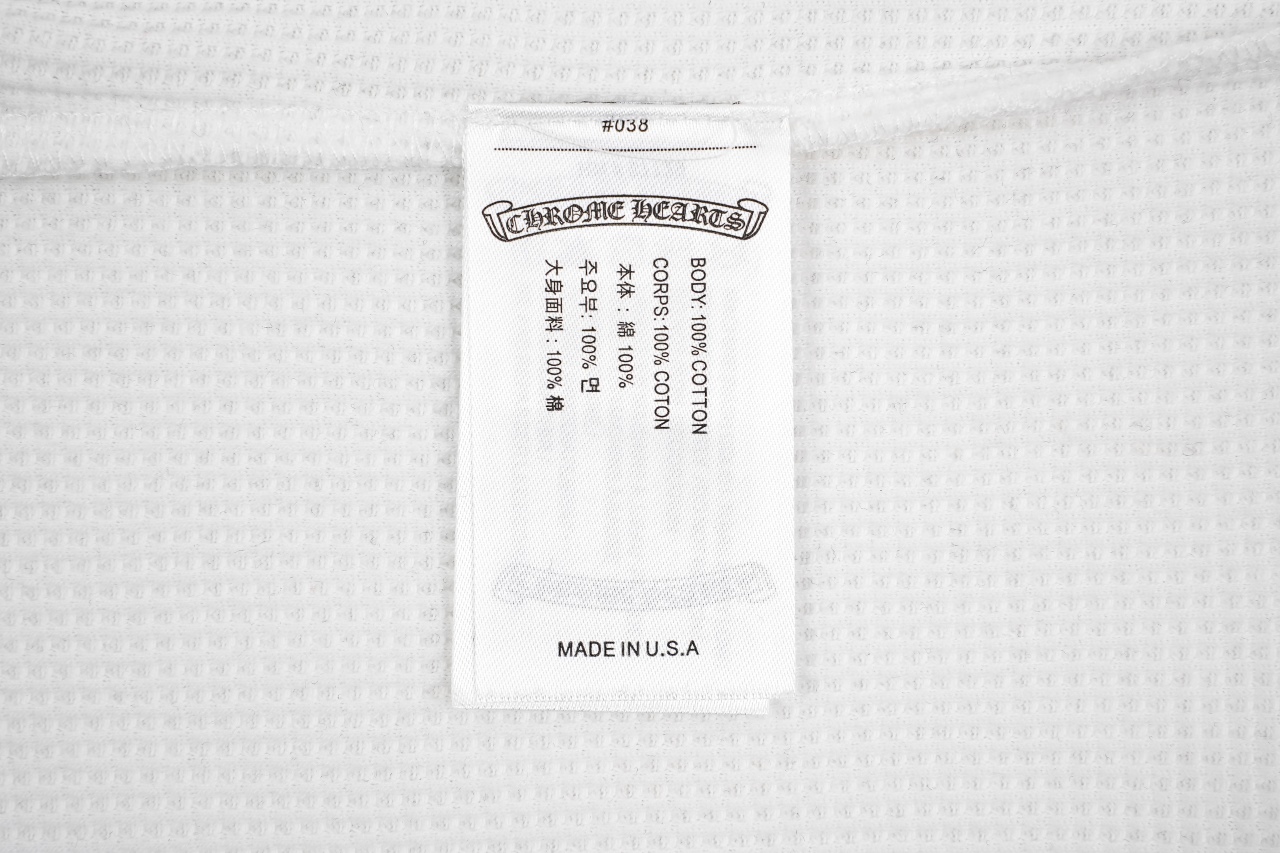 #038
CHROME HEARTS
BODY: 100% COTTON
CORPS: 100% COTON
本体 : 綿 100%
주요부: 100% 면
大身面料 : 100% 棉
MADE IN U.S.A